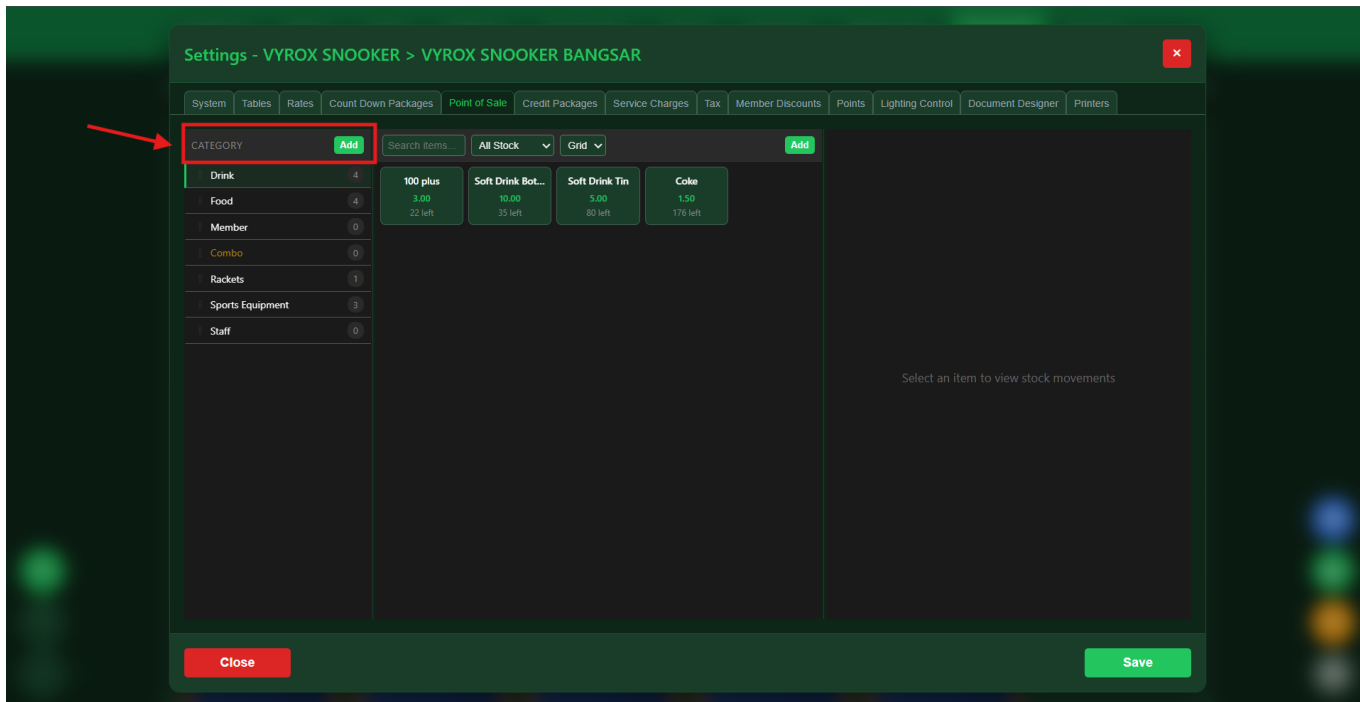 Settings - VYROX SNOOKER > VYROX SNOOKER BANGSAR
×
System Tables Rates Count Down Packages Point of Sale Credit Packages Service Charges Tax Member Discounts Points Lighting Control Document Designer Printers
CATEGORY Add
Search items... All Stock Grid Add
Drink 4
Food 4
Member 0
Combo 0
Rackets 1
Sports Equipment 3
Staff 0
100 plus
3.00
22 left
Soft Drink Bot...
10.00
35 left
Soft Drink Tin
5.00
80 left
Coke
1.50
176 left
Select an item to view stock movements
Close Save